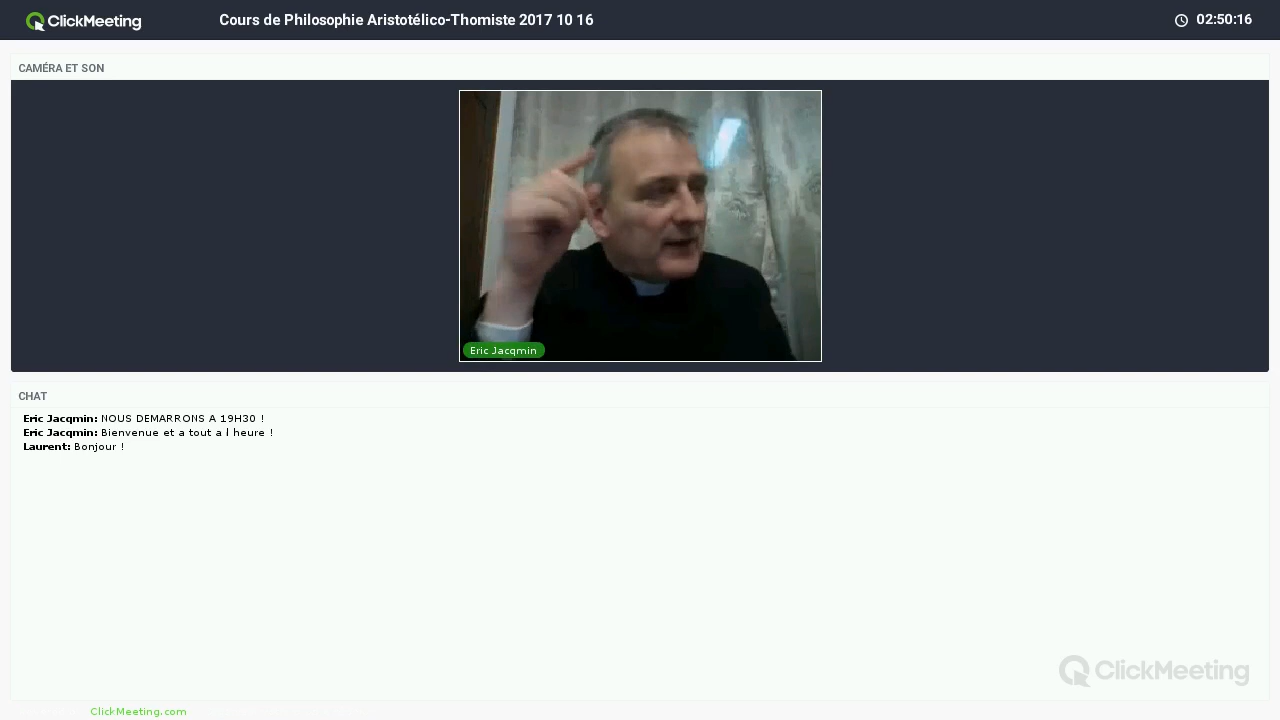 ClickMeeting
Cours de Philosophie Aristotélico-Thomiste 2017 10 16
02:50:16
CAMÉRA ET SON
Eric Jacqmin
CHAT
Eric Jacqmin: NOUS DEMARRONS A 19H30 !
Eric Jacqmin: Bienvenue et a tout a l heure !
Laurent: Bonjour !
ClickMeeting
ClickMeeting.com